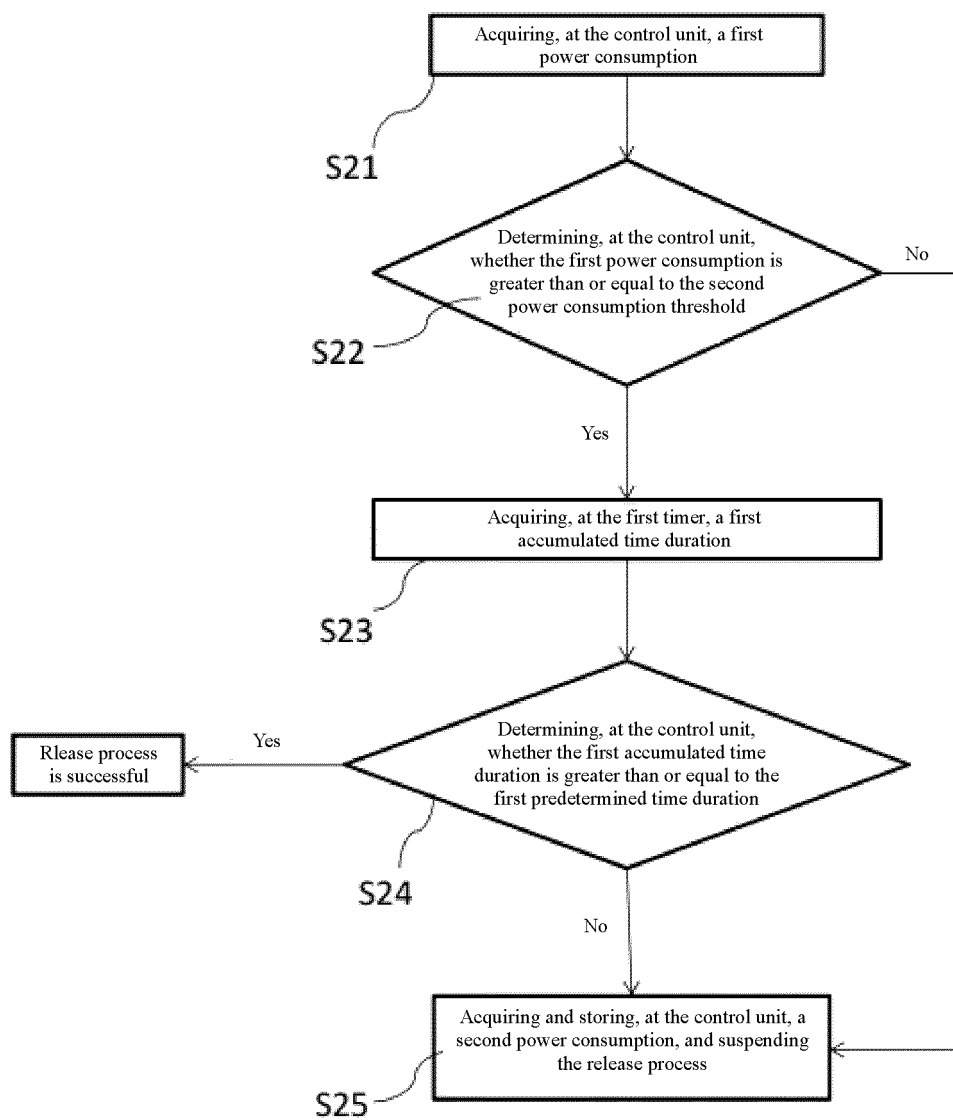 Acquiring, at the control unit, a first
power consumption
S21
Determining, at the control unit,
whether the first power consumption is
greater than or equal to the second
power consumption threshold
No
S22
Yes
Acquiring, at the first timer, a first
accumulated time duration
S23
Determining, at the control unit,
whether the first accumulated time
duration is greater than or equal to the
first predetermined time duration
Yes
Rlease process
is successful
S24
No
Acquiring and storing, at the control unit, a
second power consumption, and suspending
the release process
S25